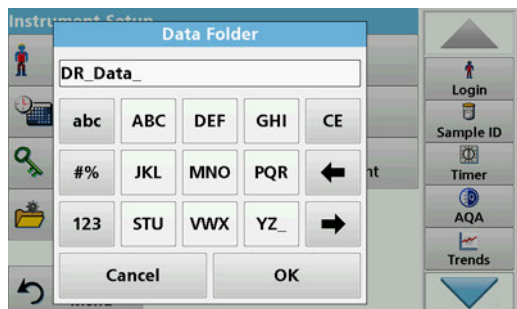 Instrument Setup
Data Folder
DR_Data_
abc ABC DEF GHI CE
#% JKL MNO PQR
123 STU VWX YZ_
Cancel OK
Menu
Login
Sample ID
Timer
AQA
Trends